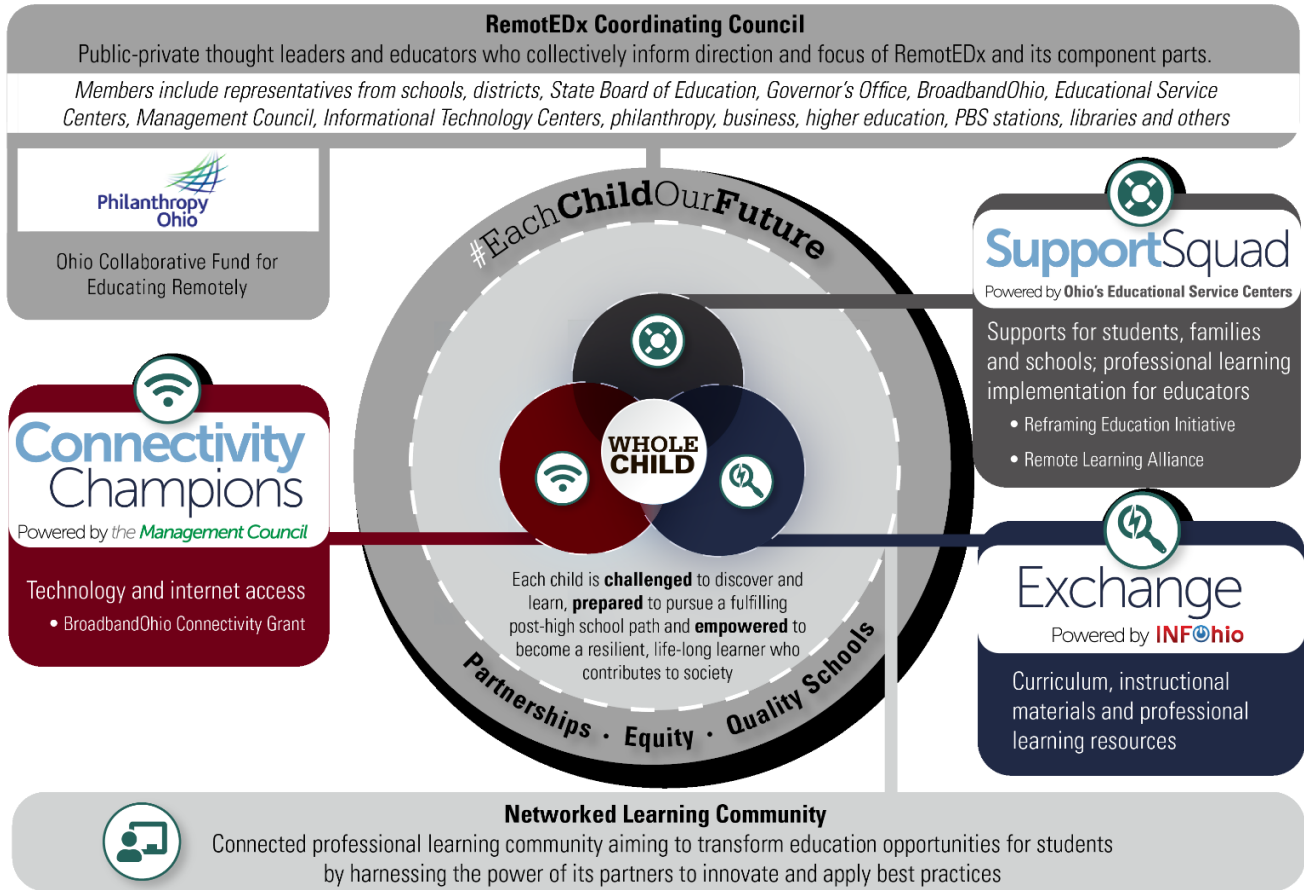 RemotEDx Coordinating Council
Public-private thought leaders and educators who collectively inform direction and focus of RemotEDx and its component parts.
Members include representatives from schools, districts, State Board of Education, Governor's Office, BroadbandOhio, Educational Service
Centers, Management Council, Informational Technology Centers, philanthropy, business, higher education, PBS stations, libraries and others
Philanthropy
Ohio
Ohio Collaborative Fund for
Educating Remotely
#EachChildOurFuture
SupportSquad
Powered by Ohio's Educational Service Centers
Supports for students, families
and schools; professional learning
implementation for educators
• Reframing Education Initiative
• Remote Learning Alliance
Connectivity
Champions
Powered by the Management Council
Technology and internet access
• BroadbandOhio Connectivity Grant
WHOLE
CHILD
Each child is challenged to discover and
learn, prepared to pursue a fulfilling
post-high school path and empowered to
become a resilient, life-long learner who
contributes to society
Partnerships · Equity · Quality Schools
Exchange
Powered by INFOhio
Curriculum, instructional
materials and professional
learning resources
Networked Learning Community
Connected professional learning community aiming to transform education opportunities for students
by harnessing the power of its partners to innovate and apply best practices